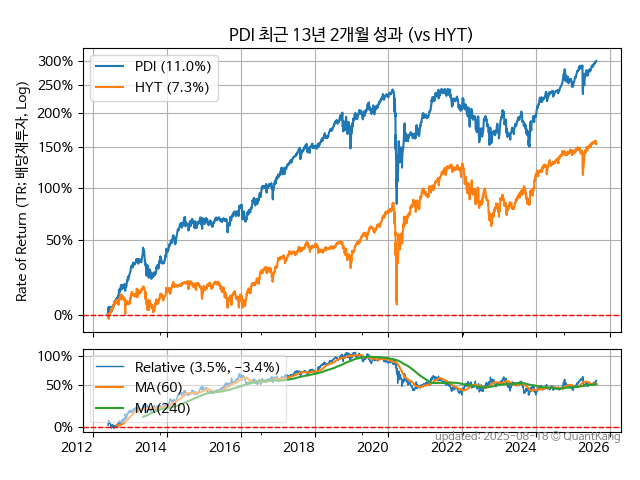 PDI 최근 13년 2개월 성과 (vs HYT)
Rate of Return (TR: 배당재투자, Log)
300%
250%
200%
150%
100%
50%
0%
PDI (11.0%)
HYT (7.3%)
100%
50%
0%
Relative (3.5%, -3.4%)
MA(60)
MA(240)
2012
2014
2016
2018
2020
2022
2024
2026
updated: 2025-08-18 © QuantKang